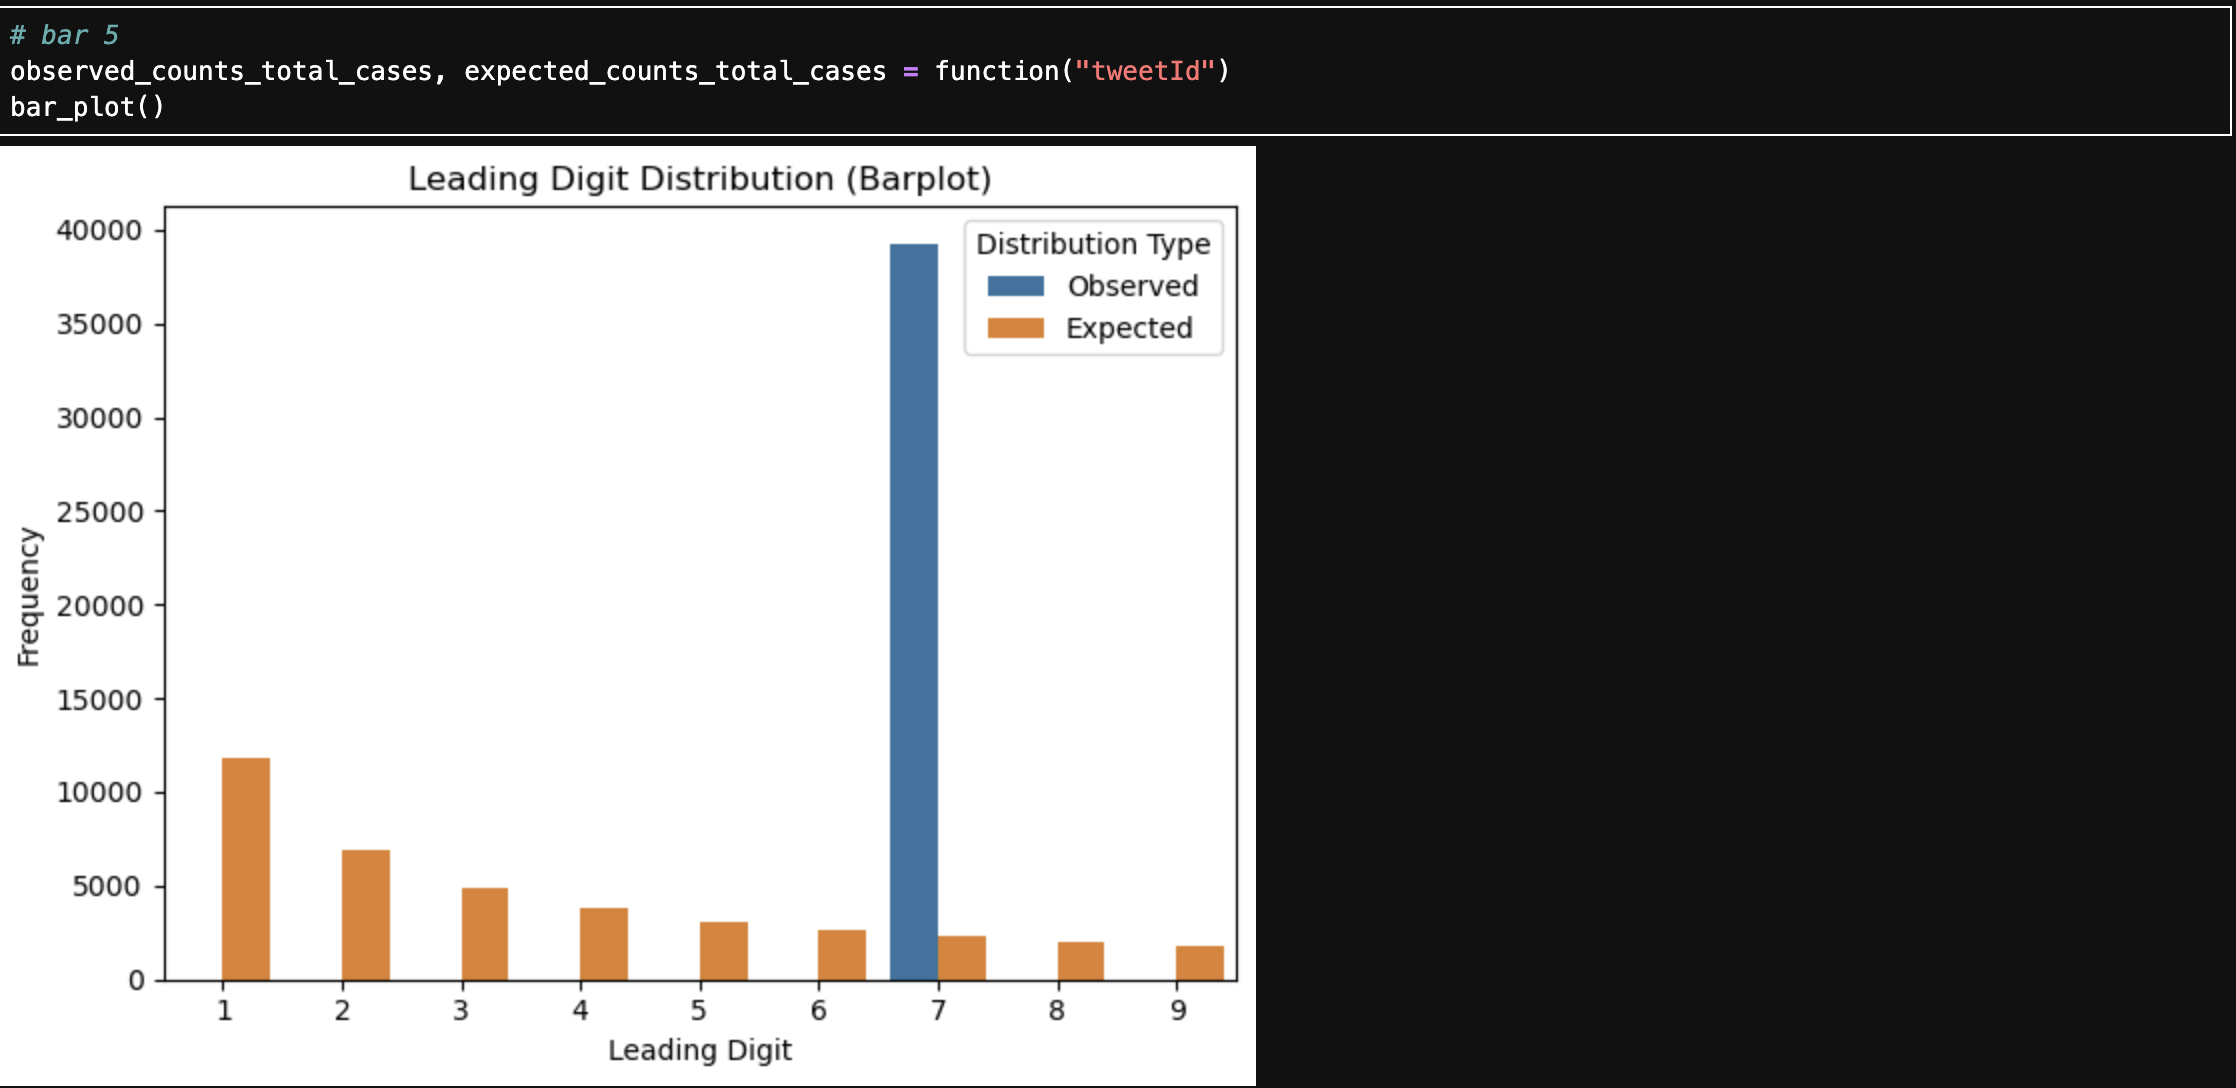 # bar 5
observed_counts_total_cases, expected_counts_total_cases = function("tweetId")
bar_plot()
Leading Digit Distribution (Barplot)
40000
35000
30000
25000
20000
15000
10000
5000
0
Frequency
Distribution Type
Observed
Expected
1 2 3 4 5 6 7 8 9
Leading Digit